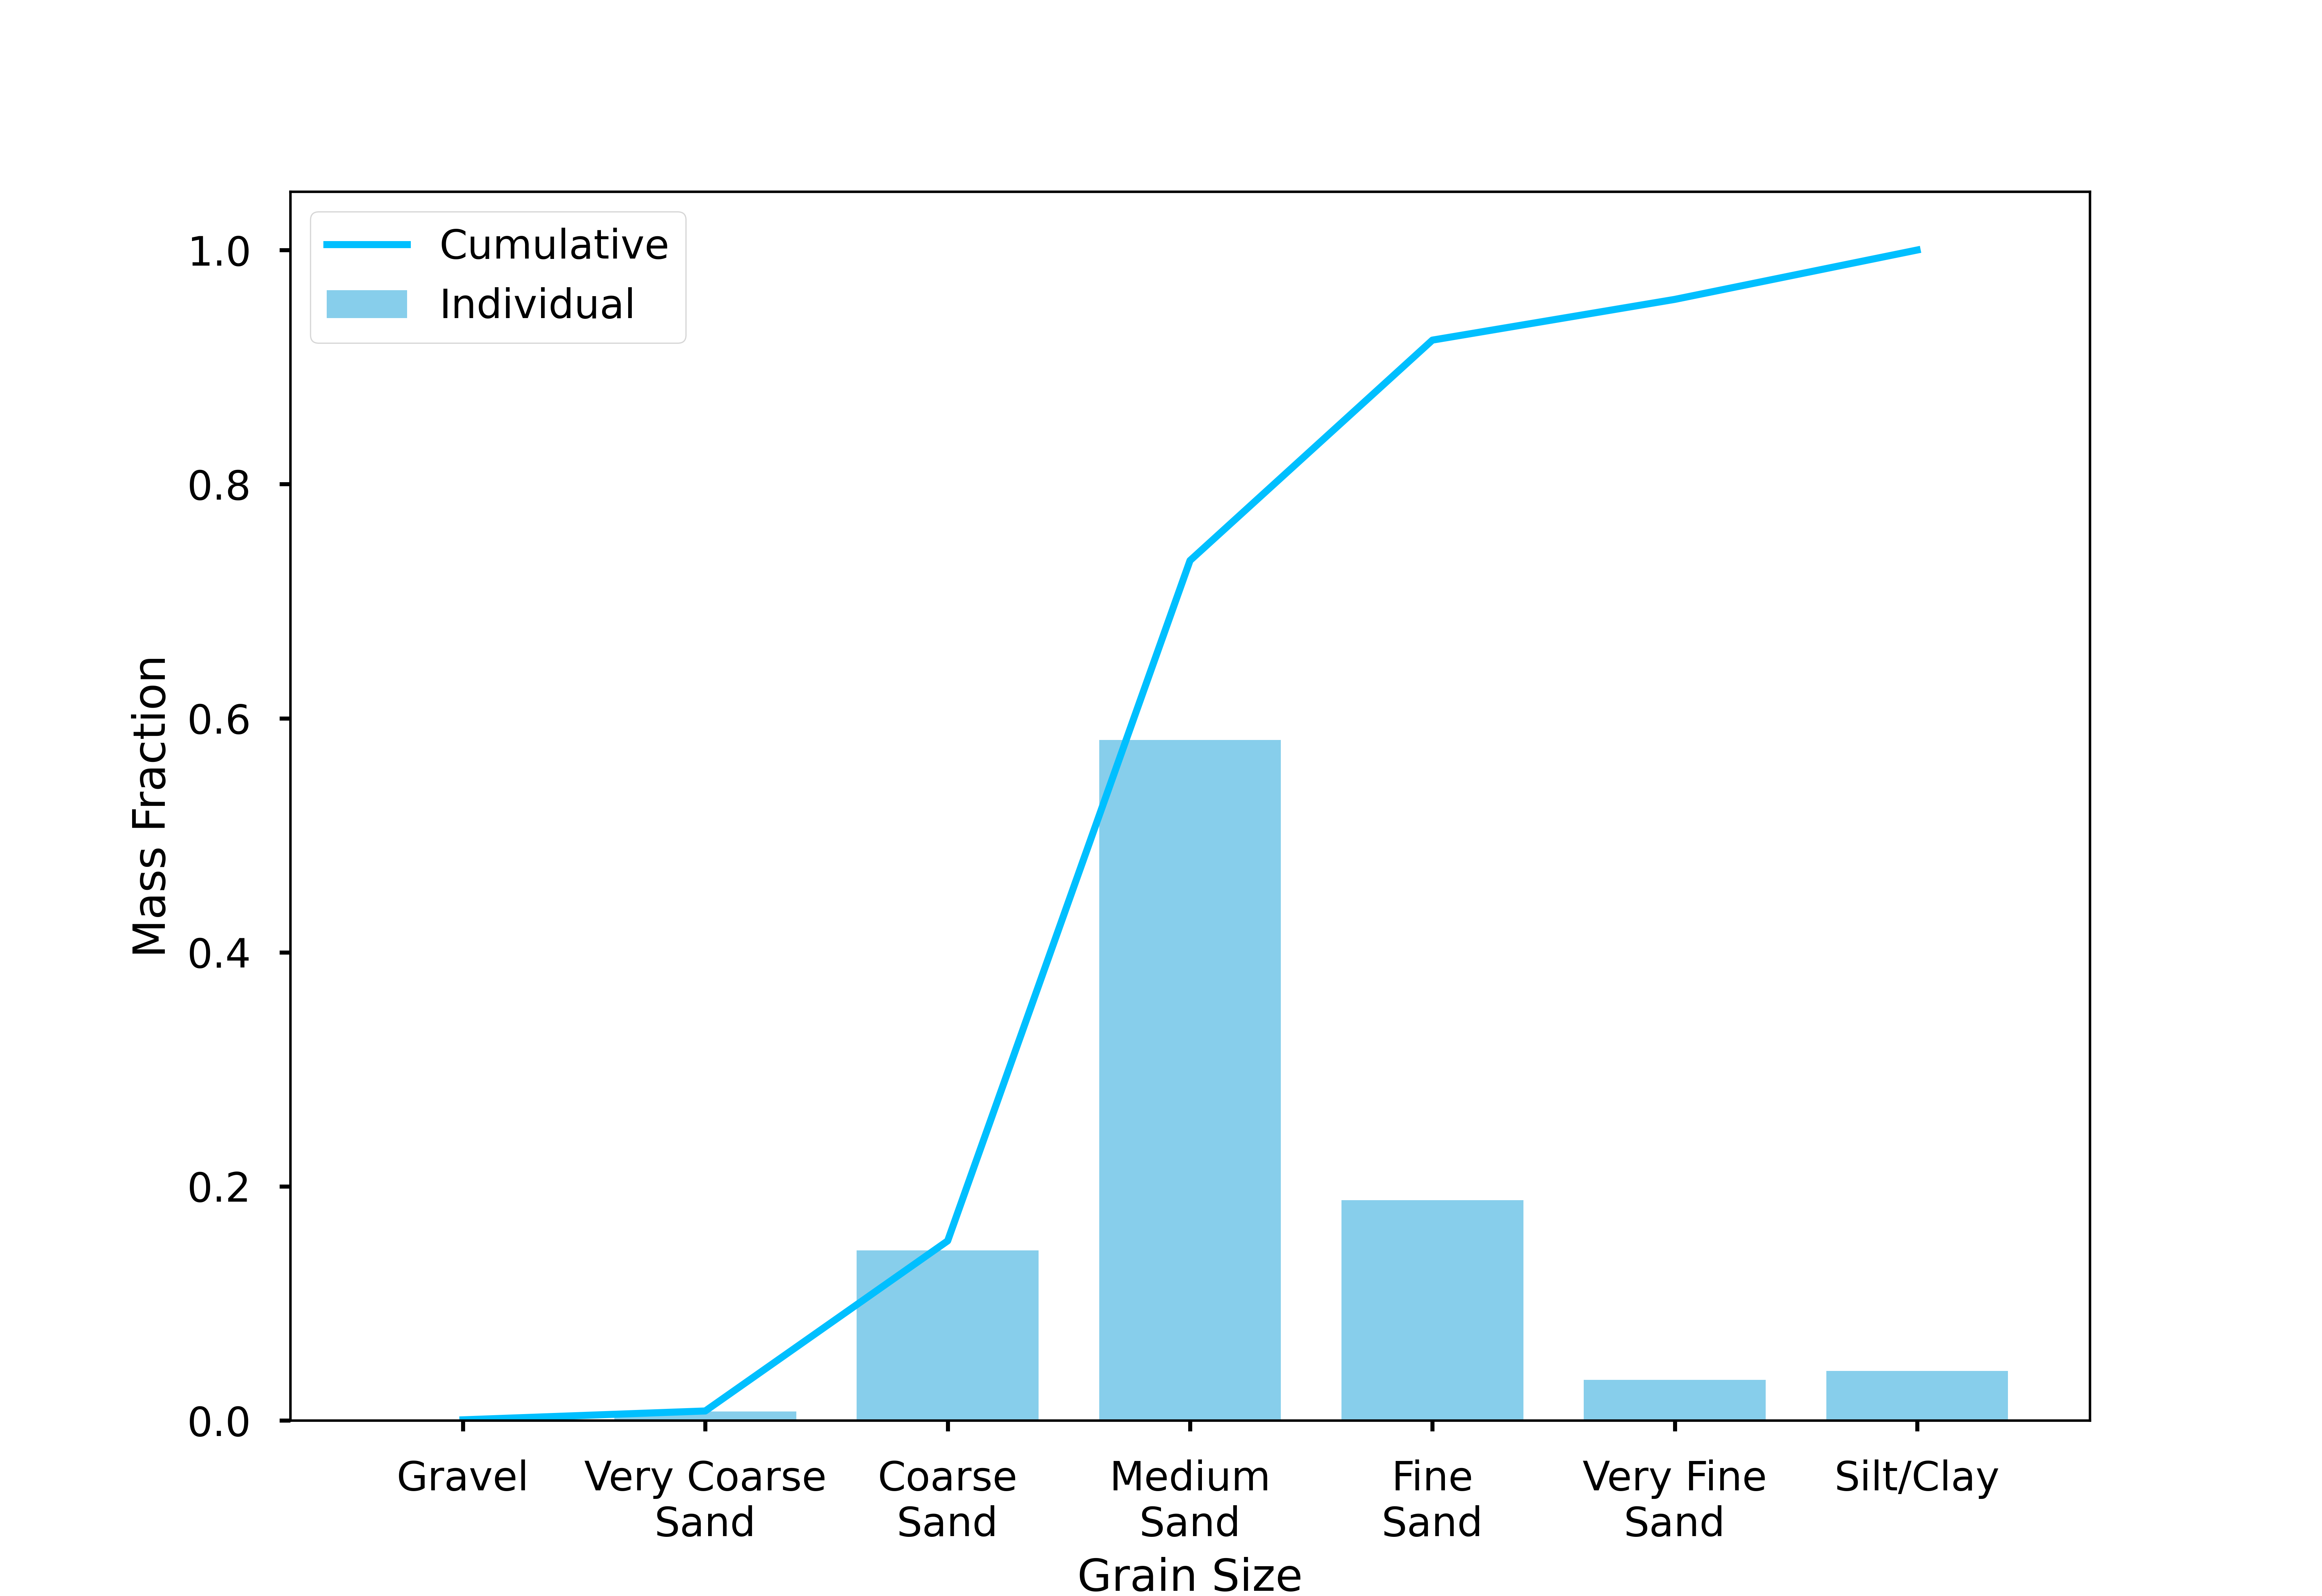 Cumulative
Individual
1.0
0.8
0.6
0.4
0.2
0.0
Mass Fraction
Gravel
Very Coarse
Sand
Coarse
Sand
Medium
Sand
Fine
Sand
Very Fine
Sand
Silt/Clay
Grain Size